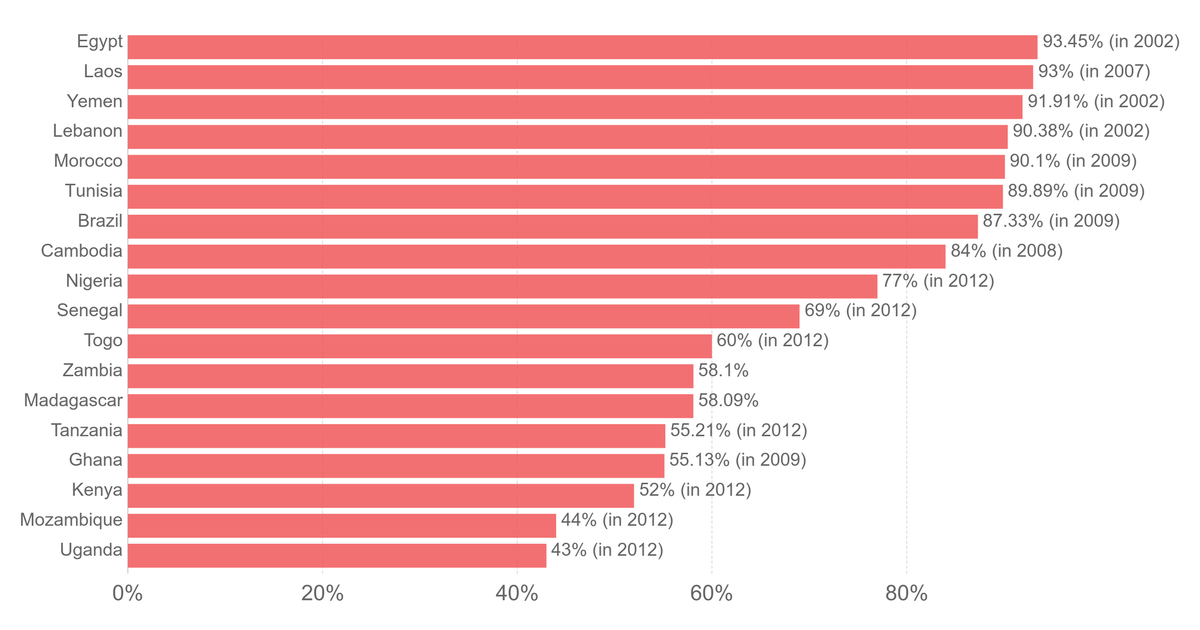 Egypt 93.45% (in 2002)
Laos 93% (in 2007)
Yemen 91.91% (in 2002)
Lebanon 90.38% (in 2002)
Morocco 90.1% (in 2009)
Tunisia 89.89% (in 2009)
Brazil 87.33% (in 2009)
Cambodia 84% (in 2008)
Nigeria 77% (in 2012)
Senegal 69% (in 2012)
Togo 60% (in 2012)
Zambia 58.1%
Madagascar 58.09%
Tanzania 55.21% (in 2012)
Ghana 55.13% (in 2009)
Kenya 52% (in 2012)
Mozambique 44% (in 2012)
Uganda 43% (in 2012)
0% 20% 40% 60% 80%